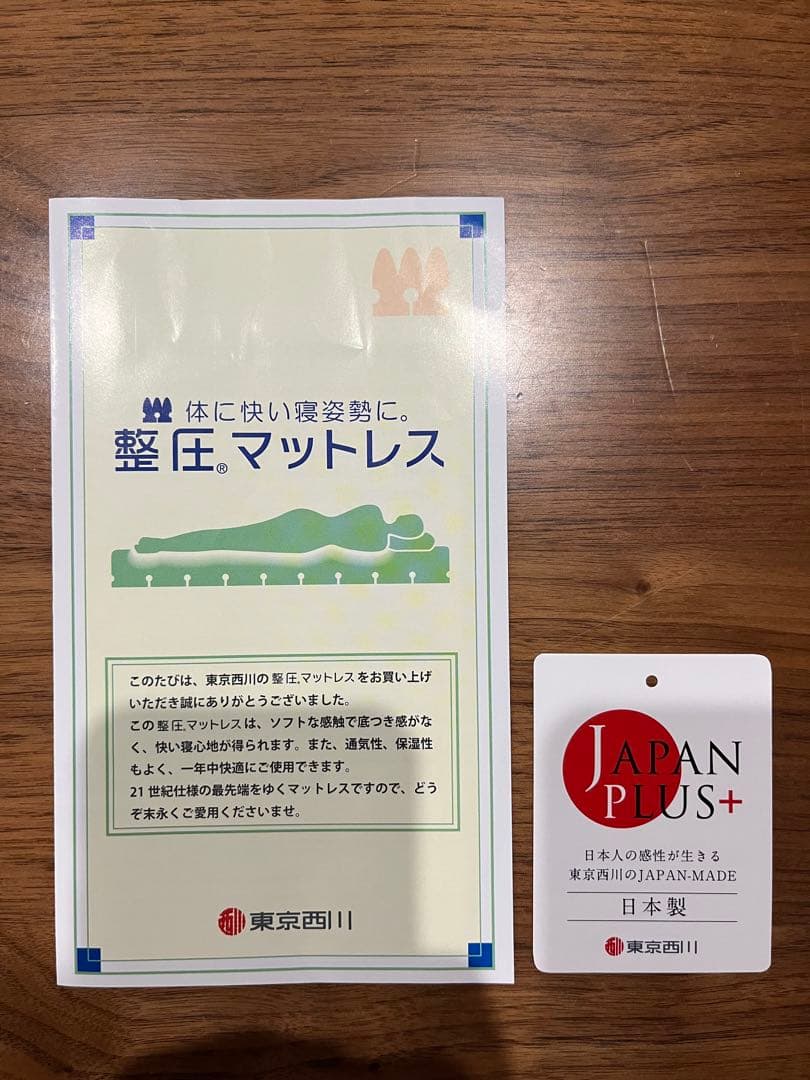 体に快い寝姿勢に。
整圧®マットレス
このたびは、東京西川の整圧®マットレスをお買い上げ
いただき誠にありがとうございました。
この整圧®マットレスは、ソフトな感触で底つき感がな
く、快い寝心地が得られます。また、通気性、保湿性
もよく、一年中快適にご使用できます。
21世紀仕様の最先端をゆくマットレスですので、どう
ぞ末永くご愛用くださいませ。
西川 東京西川
JAPAN
PLUS+
日本人の感性が生きる
東京西川のJAPAN-MADE
日本製
西川 東京西川